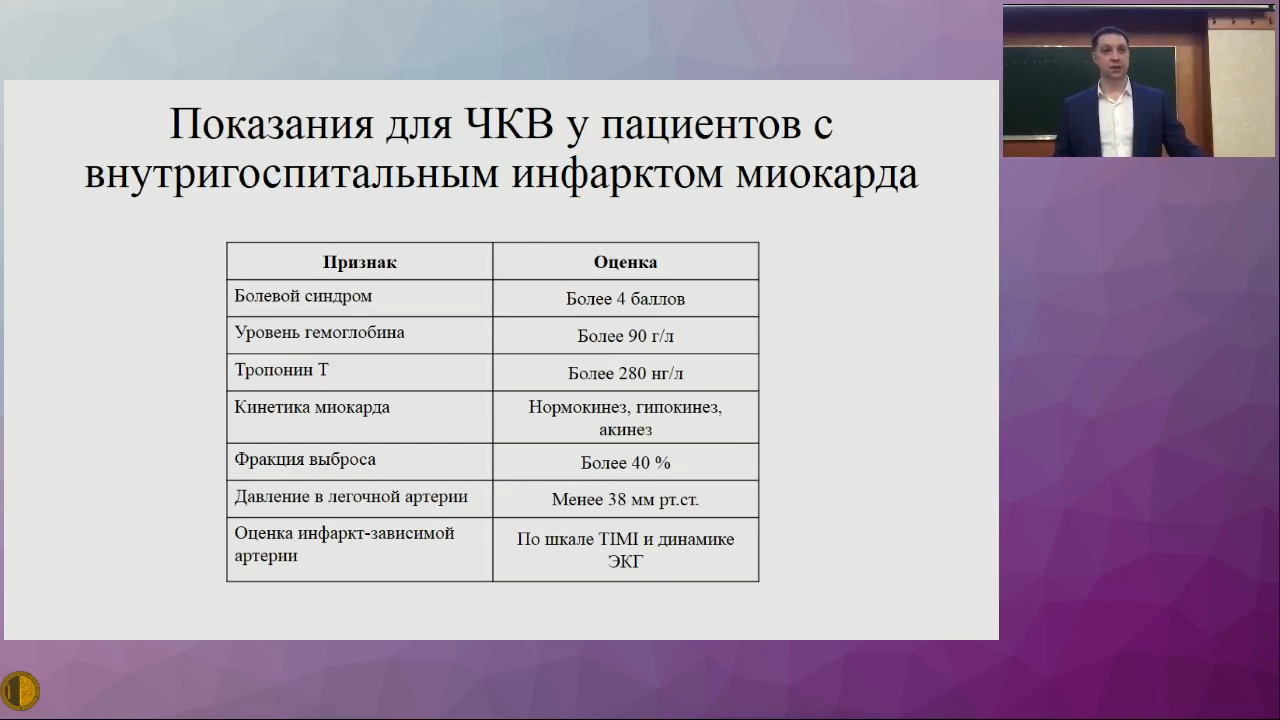 Показания для ЧКВ у пациентов с
внутригоспитальным инфарктом миокарда
Признак
Оценка
Болевой синдром
Более 4 баллов
Уровень гемоглобина
Более 90 г/л
Тропонин Т
Более 280 нг/л
Кинетика миокарда
Нормокинез, гипокинез,
акинез
Фракция выброса
Более 40 %
Давление в легочной артерии
Менее 38 мм рт.ст.
Оценка инфаркт-зависимой
артерии
По шкале TIMI и динамике
ЭКГ